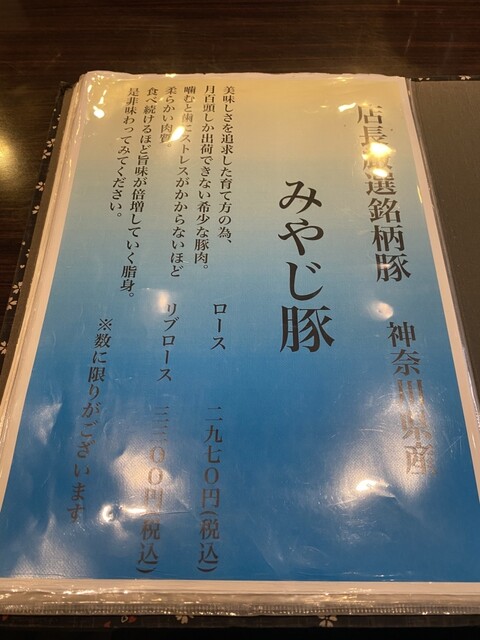 店長厳選銘柄豚 神奈川県産
みやじ豚
美味しさを追求した育て方の為、
月百頭しか出荷できない希少な豚肉。
噛むと歯にストレスがかからないほど
柔らかい肉質。
食べ続けるほど旨味が倍増していく脂身。
是非味わってみてください。
ロース 二九七〇円(税込)
リブロース 三三〇〇円(税込)
※数に限りがございます